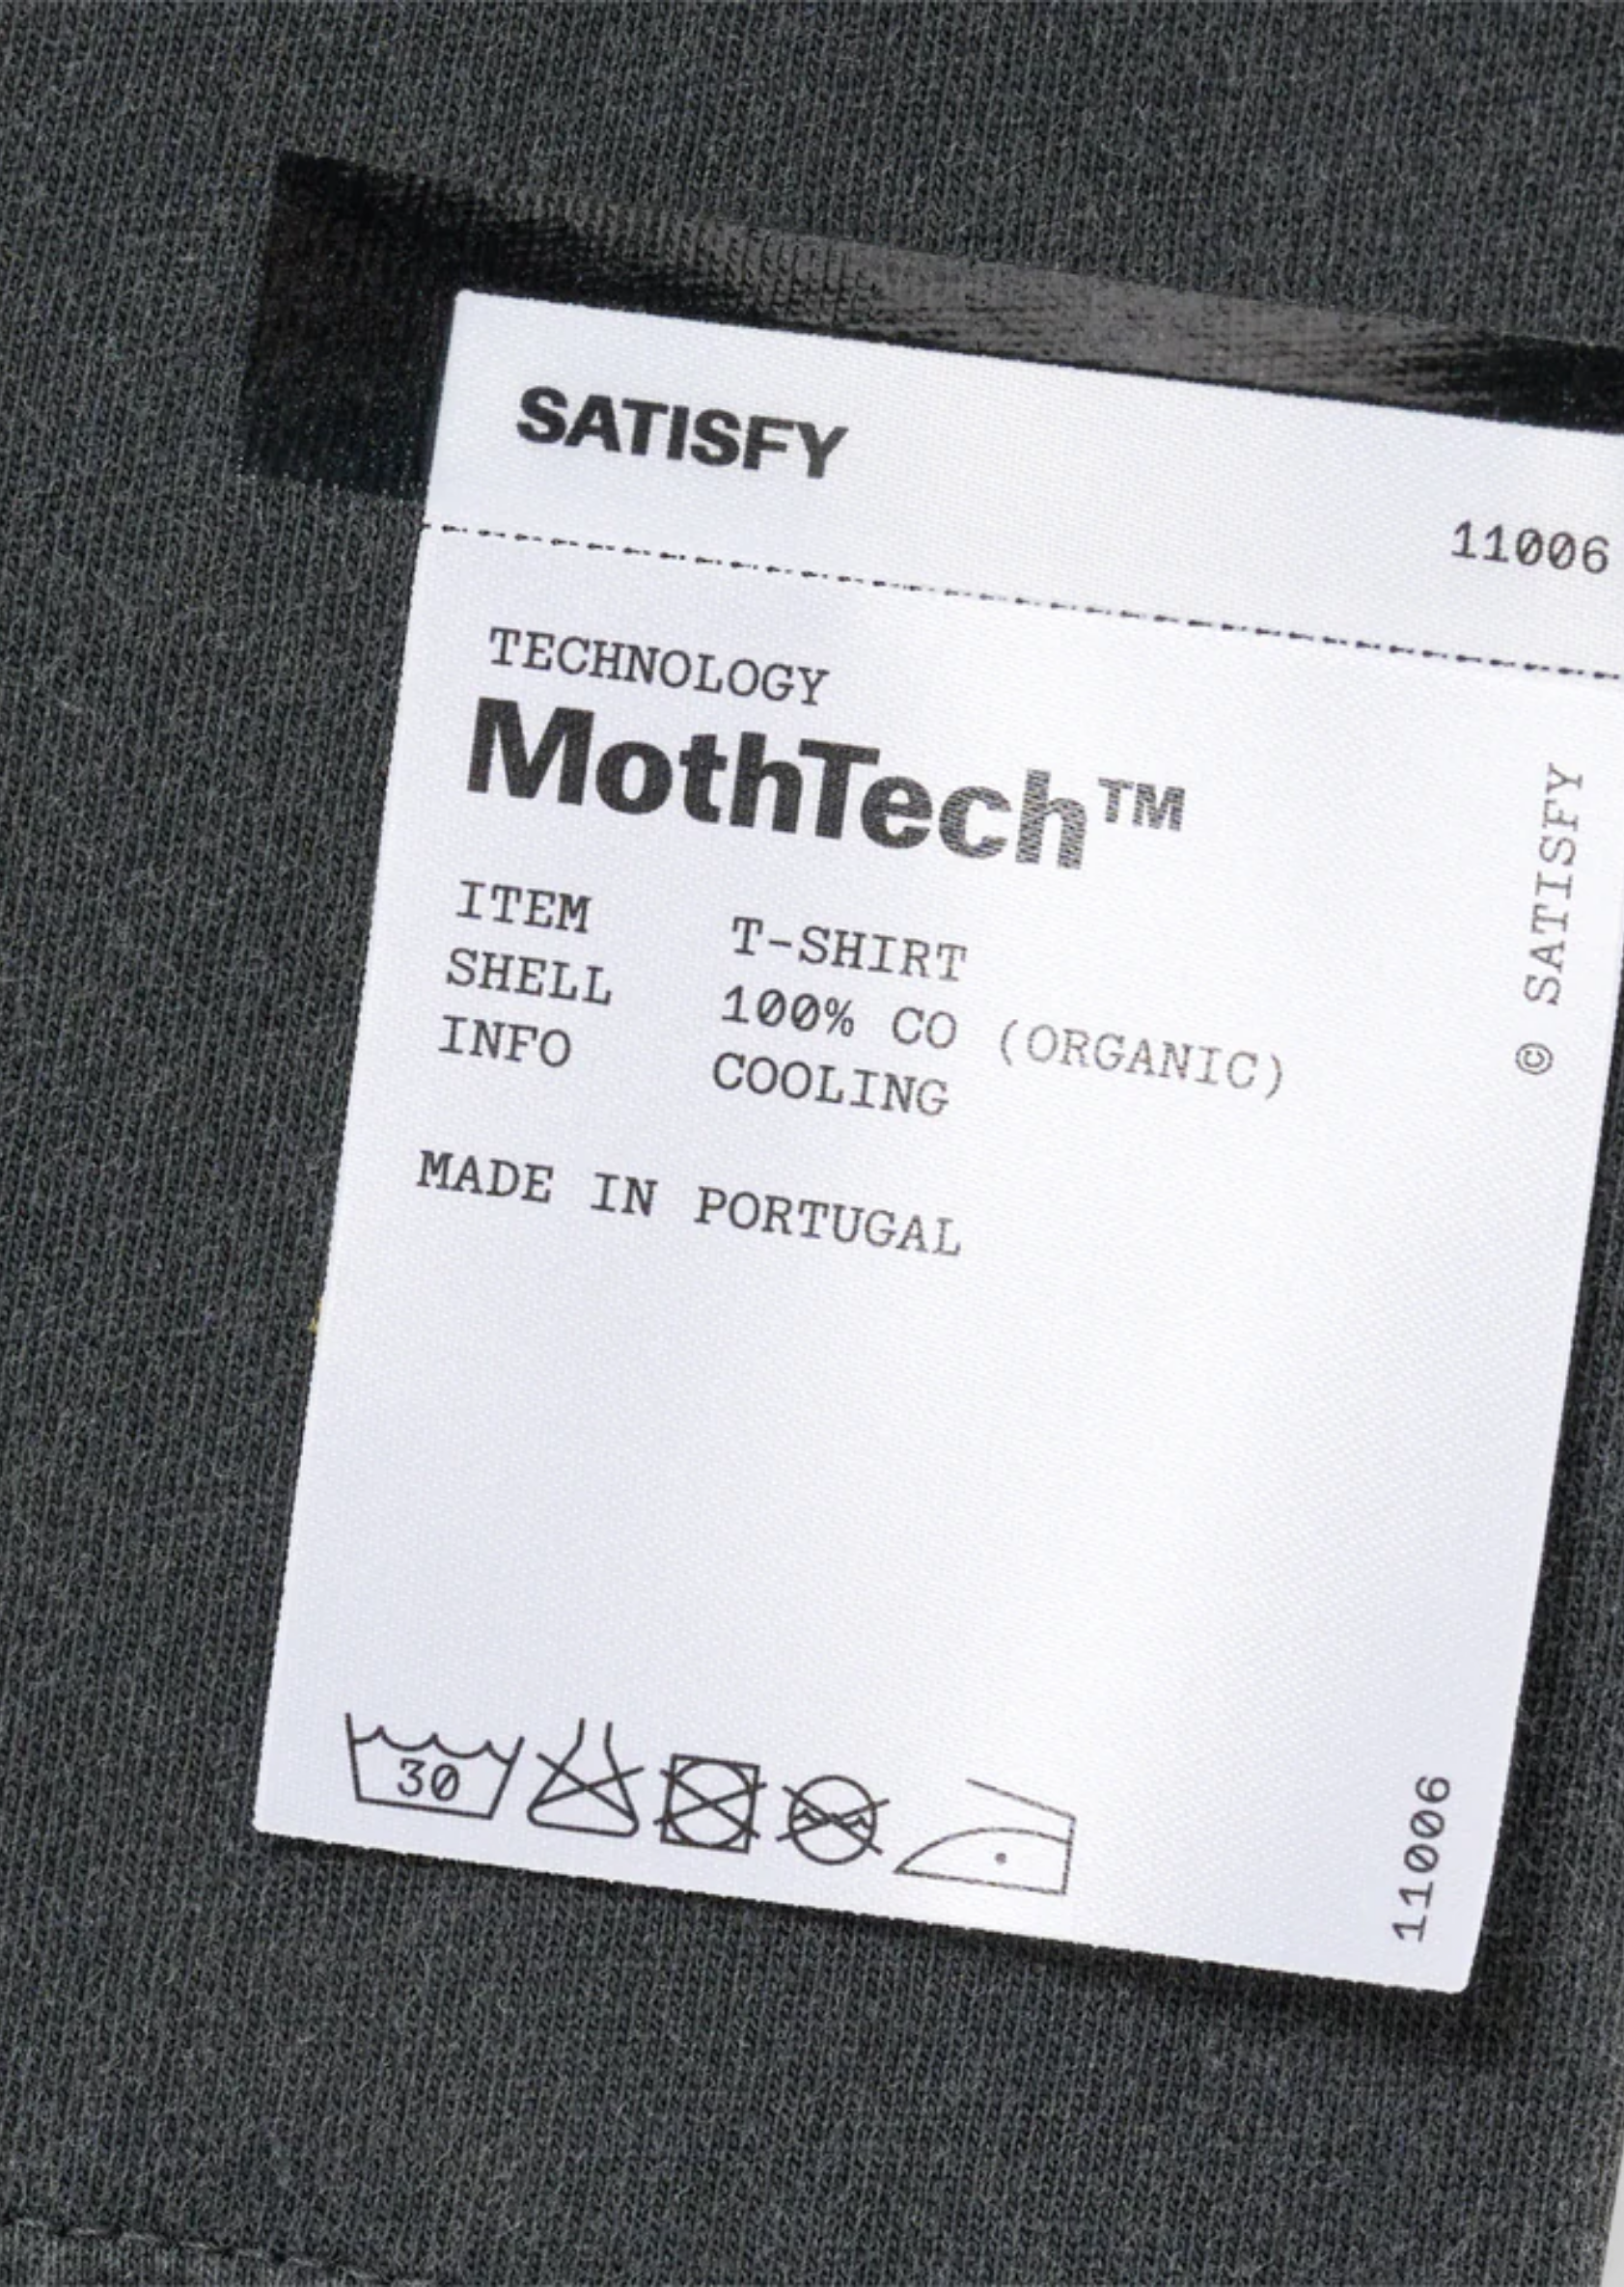 SATISFY
11006
TECHNOLOGY
MothTech™
ITEM T-SHIRT
SHELL 100% CO (ORGANIC)
INFO COOLING
MADE IN PORTUGAL
© SATISFY
30
11006